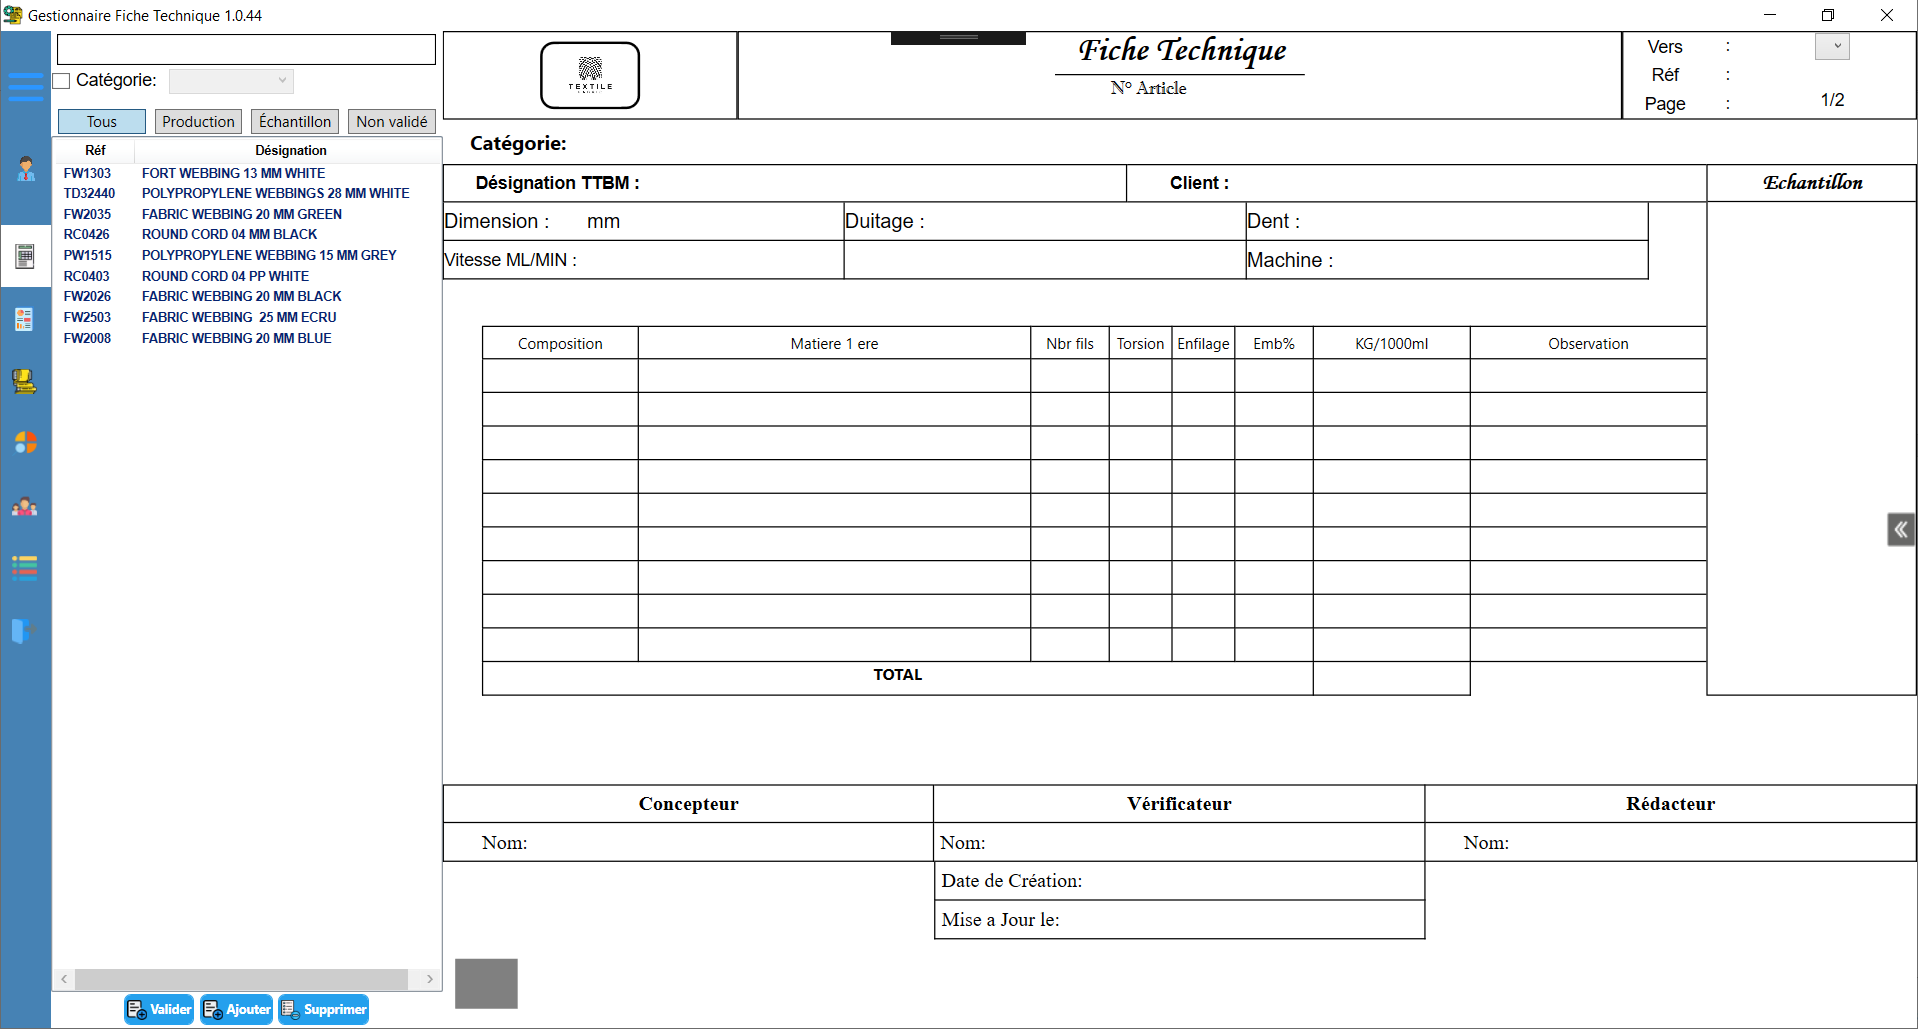 Gestionnaire Fiche Technique 1.0.44
Catégorie:
Tous Production Échantillon Non validé
Réf Désignation
FW1303 FORT WEBBING 13 MM WHITE
TD32440 POLYPROPYLENE WEBBINGS 28 MM WHITE
FW2035 FABRIC WEBBING 20 MM GREEN
RC0426 ROUND CORD 04 MM BLACK
PW1515 POLYPROPYLENE WEBBING 15 MM GREY
RC0403 ROUND CORD 04 PP WHITE
FW2026 FABRIC WEBBING 20 MM BLACK
FW2503 FABRIC WEBBING  25 MM ECRU
FW2008 FABRIC WEBBING 20 MM BLUE
Valider Ajouter Supprimer
TEXTILE
Fiche Technique
N° Article
Vers :
Réf :
Page : 1/2
Catégorie:
Désignation TTBM : Client : Echantillon
Dimension : mm Duitage : Dent :
Vitesse ML/MIN : Machine :
Composition Matiere 1 ere Nbr fils Torsion Enfilage Emb% KG/1000ml Observation
TOTAL
Concepteur Vérificateur Rédacteur
Nom: Nom: Nom:
Date de Création:
Mise a Jour le: